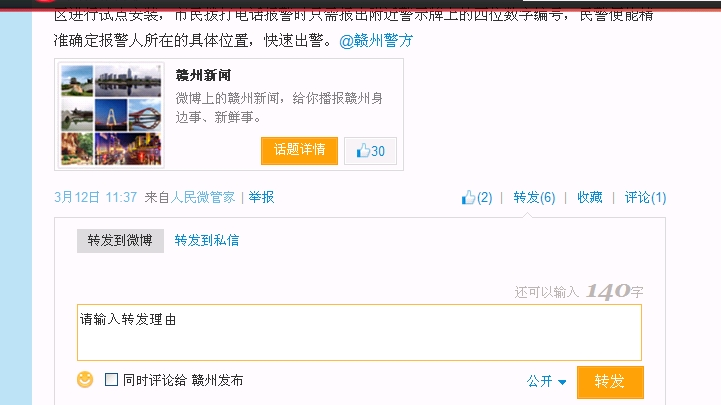 区进行试点安装，市民拨打电话报警时只需报出附近警示牌上的四位数字编号，民警便能精
准确定报警人所在的具体位置，快速出警。@赣州警方
赣州新闻
微博上的赣州新闻，给你播报赣州身
边事、新鲜事。
话题详情 30
3月12日 11:37 来自人民微管家 | 举报 (2) | 转发(6) | 收藏 | 评论(1)
转发到微博 转发到私信
还可以输入 140字
请输入转发理由
同时评论给 赣州发布 公开 转发